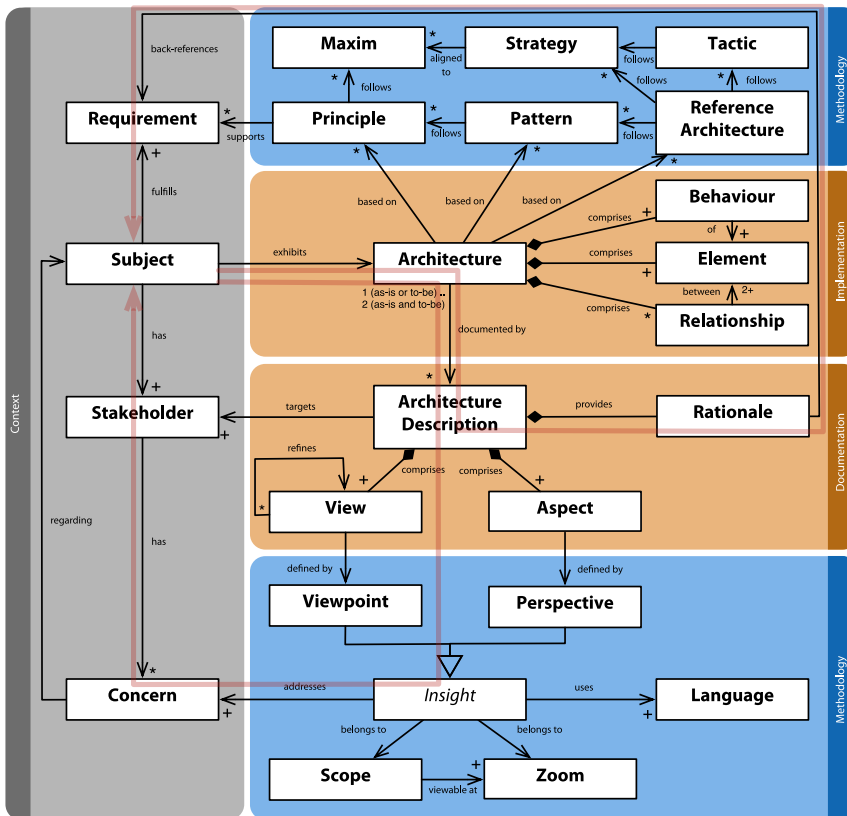 Maxim
Strategy
Tactic
back-references
*
aligned
to
*
follows
*
follows
*
follows
*
follows
Requirement
*
supports
Principle
*
follows
Pattern
*
follows
Reference
Architecture
+
*
*
*
fulfills
based on
based on
based on
Behaviour
comprises
+
of
+
Subject
exhibits
Architecture
comprises
+
Element
1 (as-is or to-be) ..
2 (as-is and to-be)
between
2+
comprises
*
Relationship
has
documented by
+
*
Stakeholder
+
targets
Architecture
Description
provides
Rationale
refines
comprises
+
comprises
+
*
View
Aspect
regarding
has
defined by
defined by
Viewpoint
Perspective
*
Concern
+
addresses
Insight
uses
+
Language
belongs to
belongs to
Scope
viewable at
+
Zoom
Context
Methodology
Implementation
Documentation
Methodology